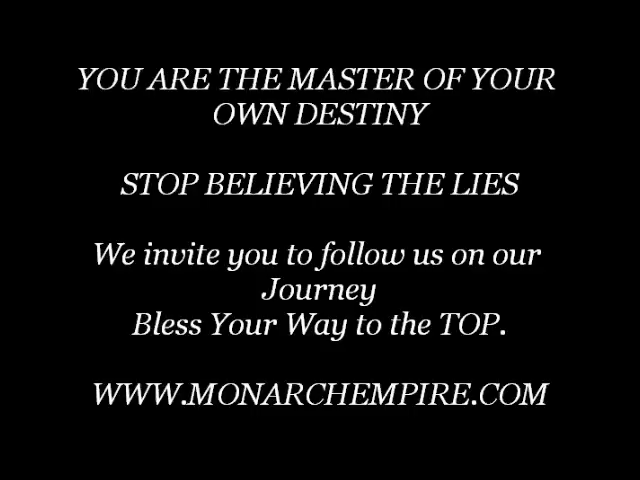 YOU ARE THE MASTER OF YOUR
OWN DESTINY
STOP BELIEVING THE LIES
We invite you to follow us on our
Journey
Bless Your Way to the TOP.
WWW.MONARCHEMPIRE.COM